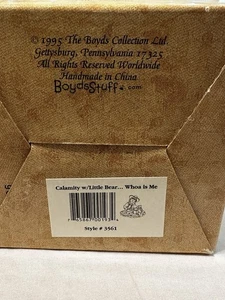 © 1995 The Boyds Collection Ltd.
Gettysburg, Pennsylvania 17325
All Rights Reserved Worldwide
Handmade in China
BoydsStuff.com
Calamity w/Little Bear... Whoa is Me
Style # 3561